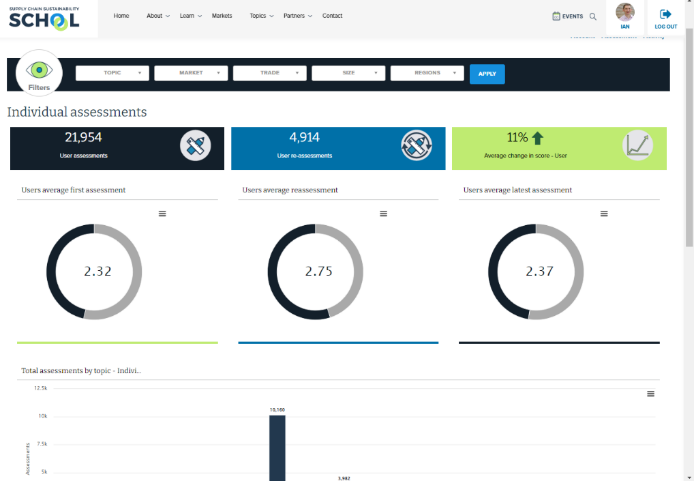 SUPPLY CHAIN SUSTAINABILITY
SCHOOL
Home About Learn Markets Topics Partners Contact
EVENTS
IAN
LOG OUT
Filters
TOPIC MARKET TRADE SIZE REGIONS APPLY
Individual assessments
21,954
User assessments
4,914
User re-assessments
11%
Average change in score - User
Users average first assessment
Users average reassessment
Users average latest assessment
2.32
2.75
2.37
Total assessments by topic - Indivi..
12.5k
10k
7.5k
5k
Assessments
10,160
3,982